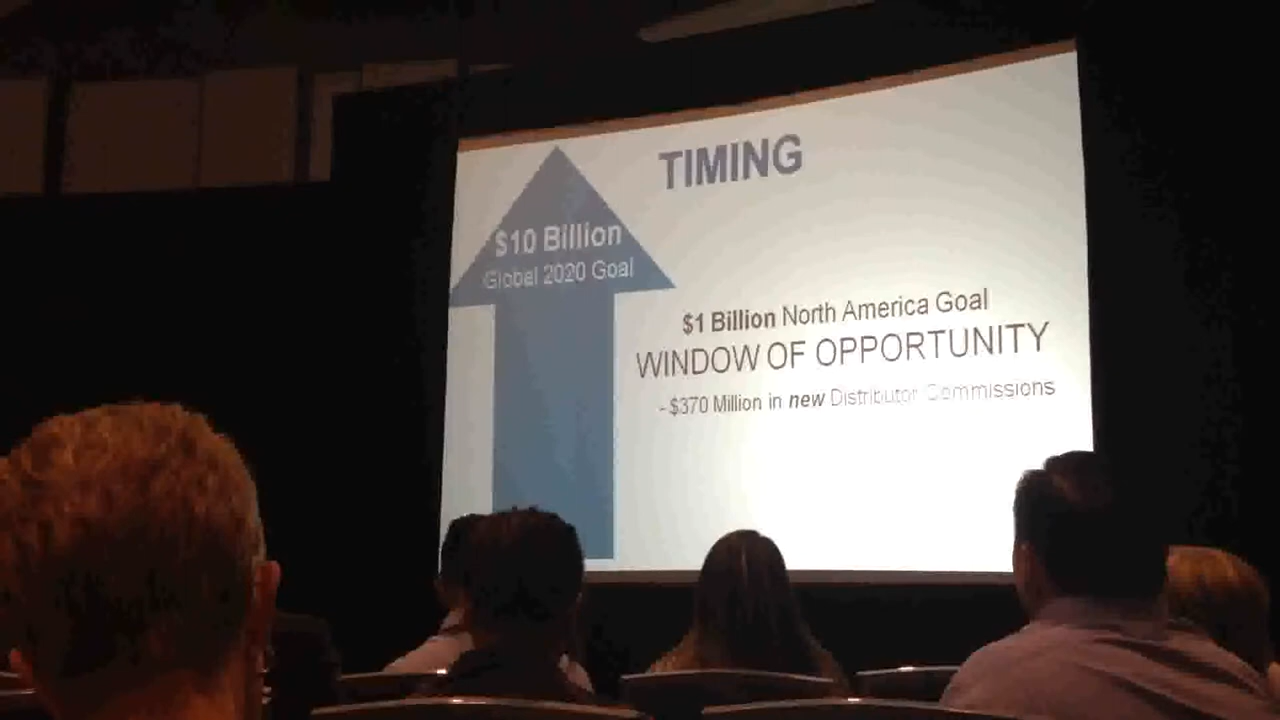 TIMING
$10 Billion
Global 2020 Goal
$1 Billion North America Goal
WINDOW OF OPPORTUNITY
- $370 Million in new Distributor Commissions